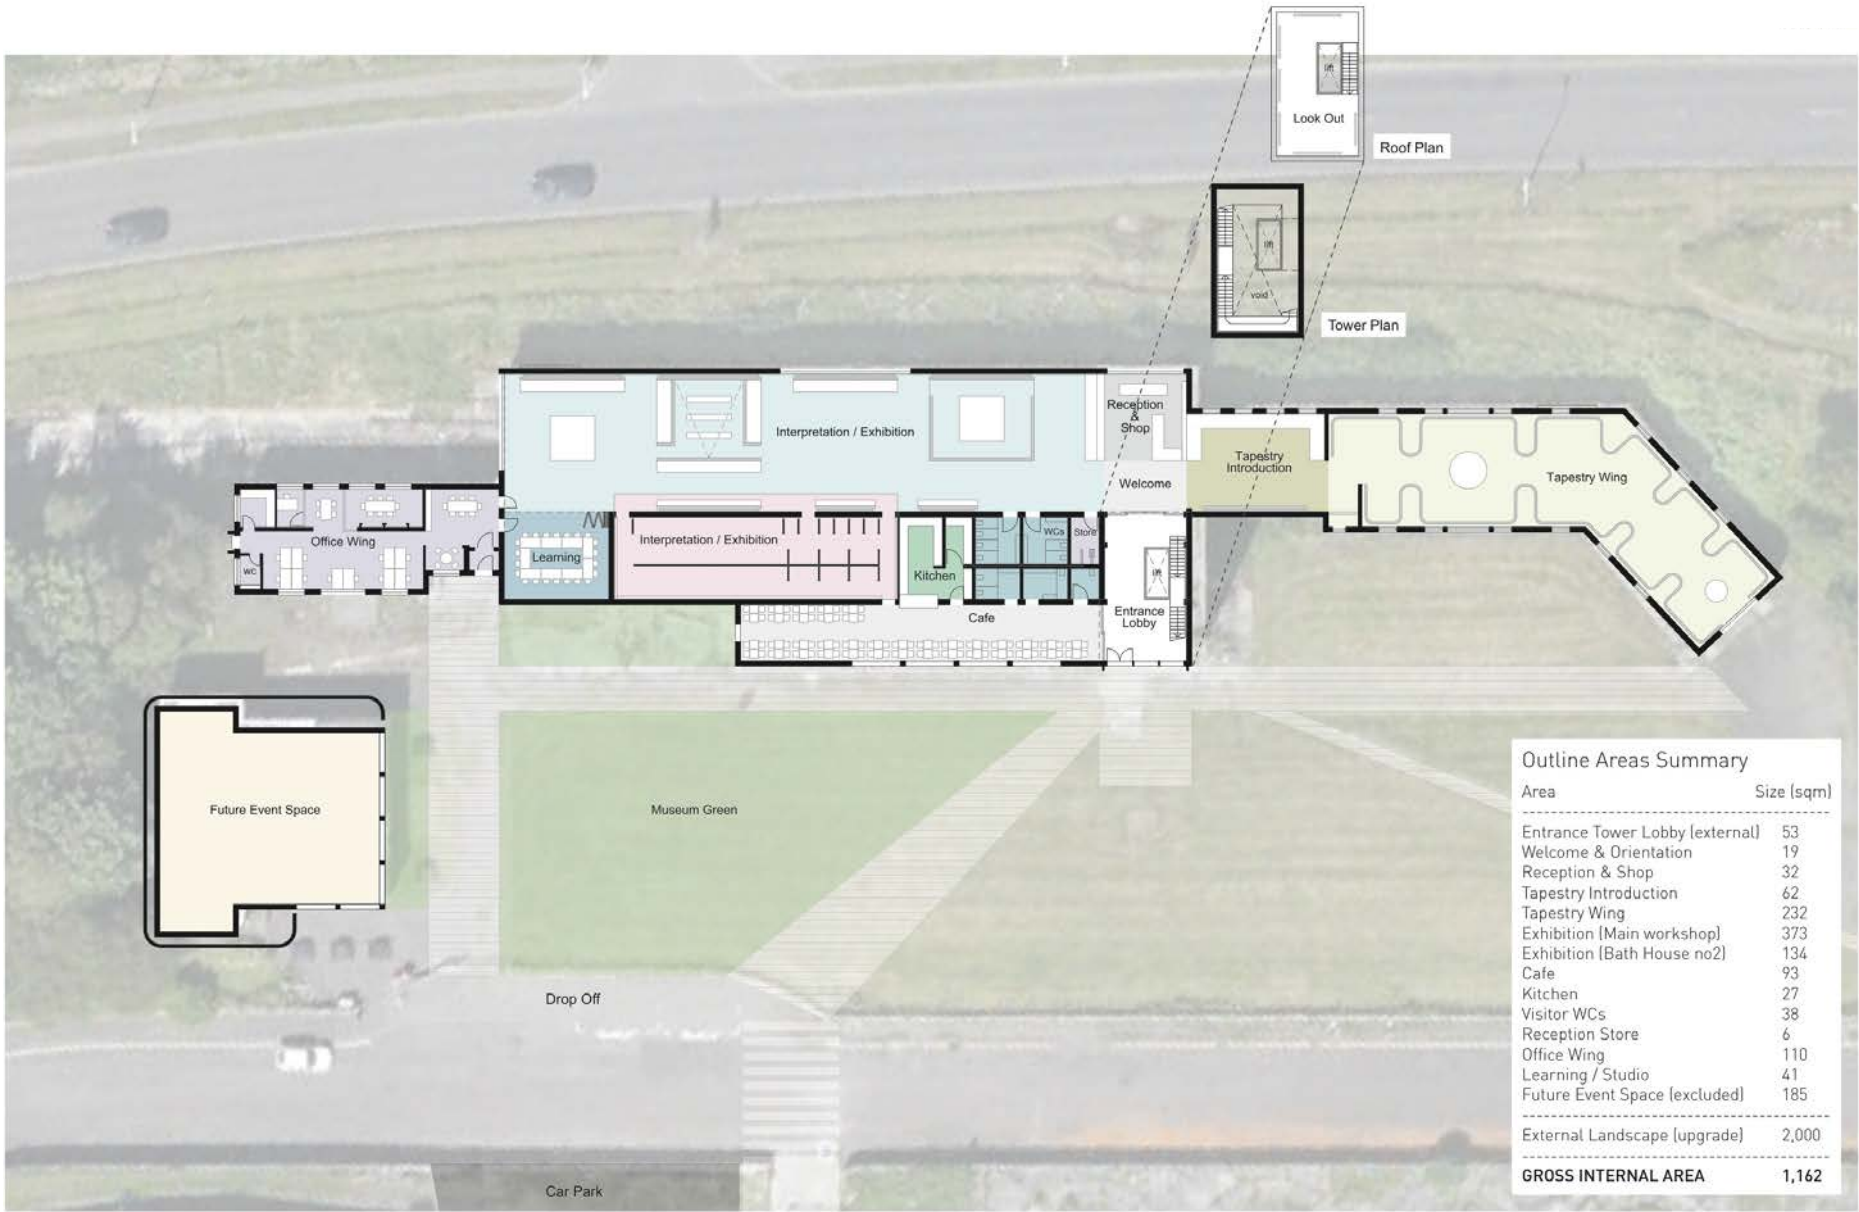 lift
Look Out
Roof Plan
lift
void
Tower Plan
Reception
&
Shop
Interpretation / Exhibition
Tapestry
Introduction
Tapestry Wing
Welcome
Office Wing
WC
Learning
Interpretation / Exhibition
Kitchen
WCs
Store
lift
Cafe
Entrance
Lobby
Future Event Space
Museum Green
Drop Off
Car Park
Outline Areas Summary
Area Size (sqm)
Entrance Tower Lobby (external) 53
Welcome & Orientation 19
Reception & Shop 32
Tapestry Introduction 62
Tapestry Wing 232
Exhibition (Main workshop) 373
Exhibition (Bath House no2) 134
Cafe 93
Kitchen 27
Visitor WCs 38
Reception Store 6
Office Wing 110
Learning / Studio 41
Future Event Space (excluded) 185
External Landscape (upgrade) 2,000
GROSS INTERNAL AREA 1,162